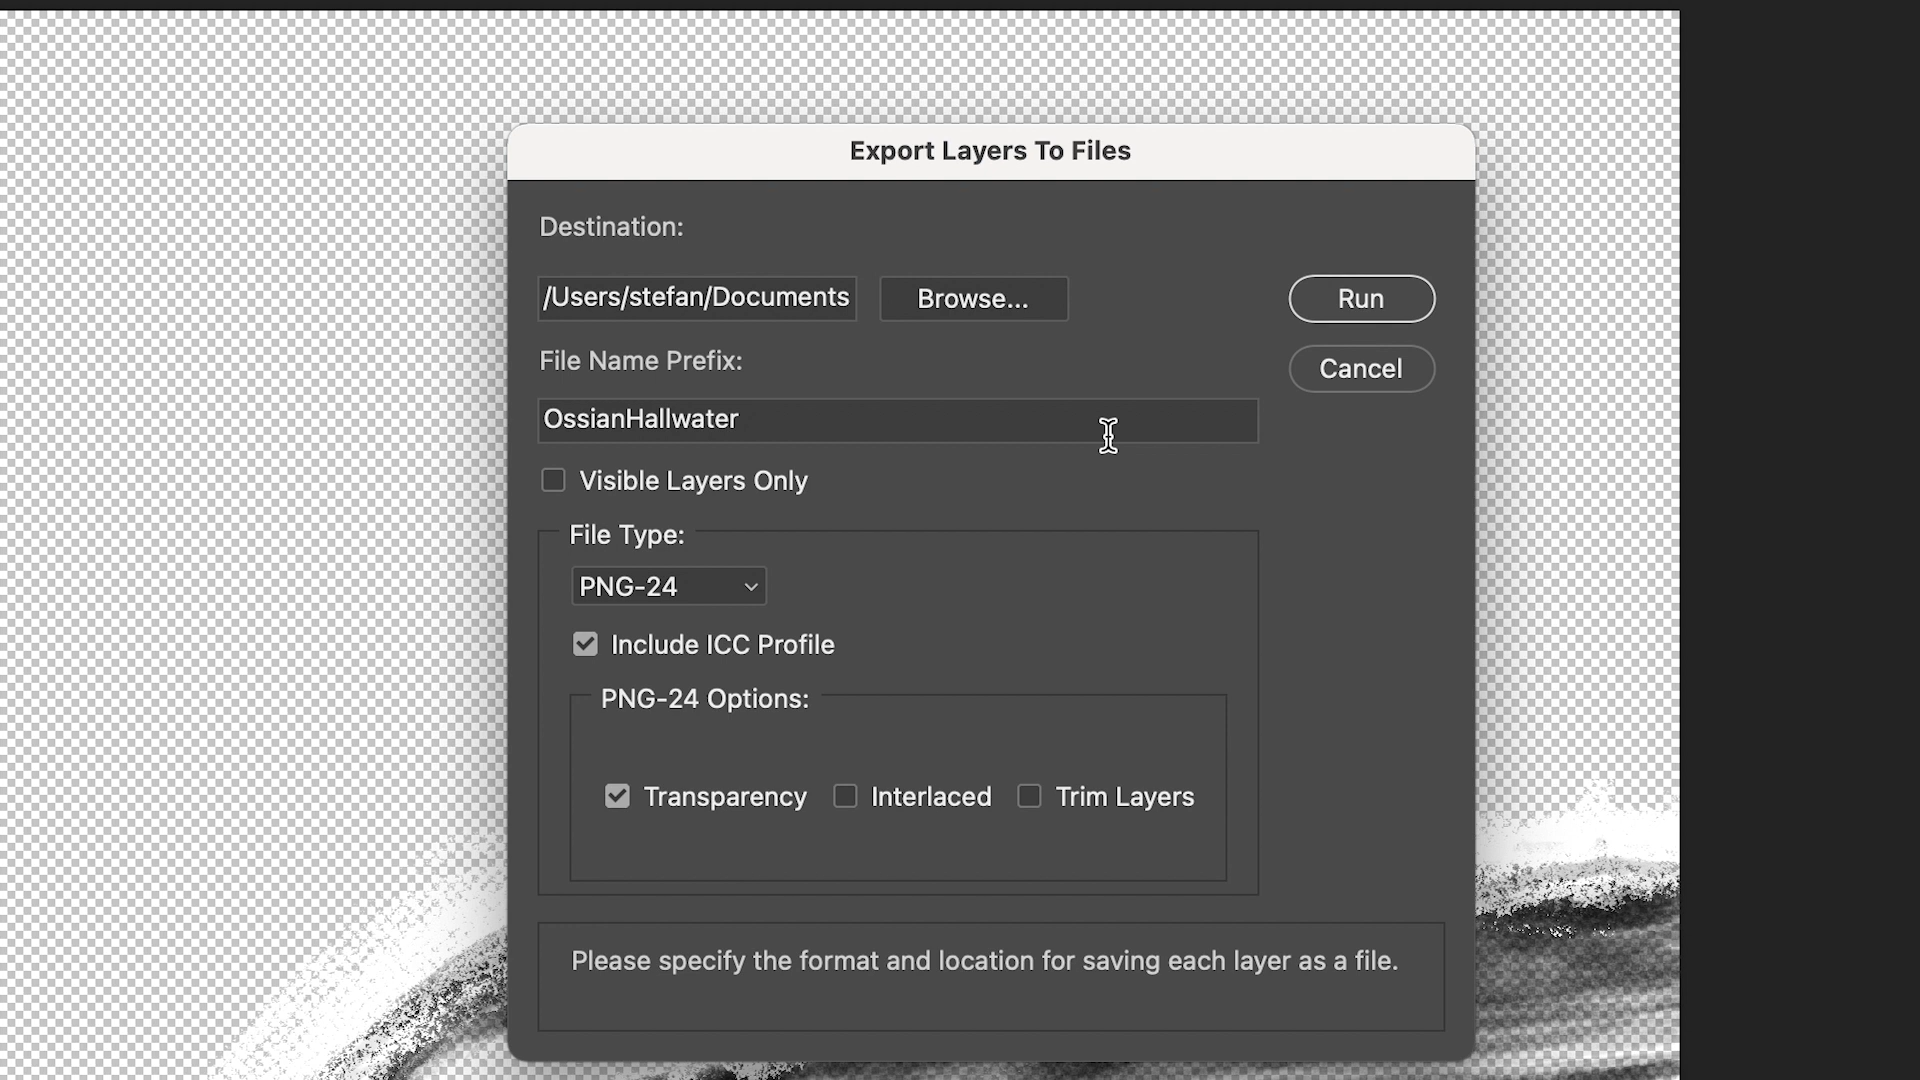 Export Layers To Files
Destination:
/Users/stefan/Documents
Browse...
Run
File Name Prefix:
Cancel
OssianHallwater
Visible Layers Only
File Type:
PNG-24
Include ICC Profile
PNG-24 Options:
Transparency
Interlaced
Trim Layers
Please specify the format and location for saving each layer as a file.